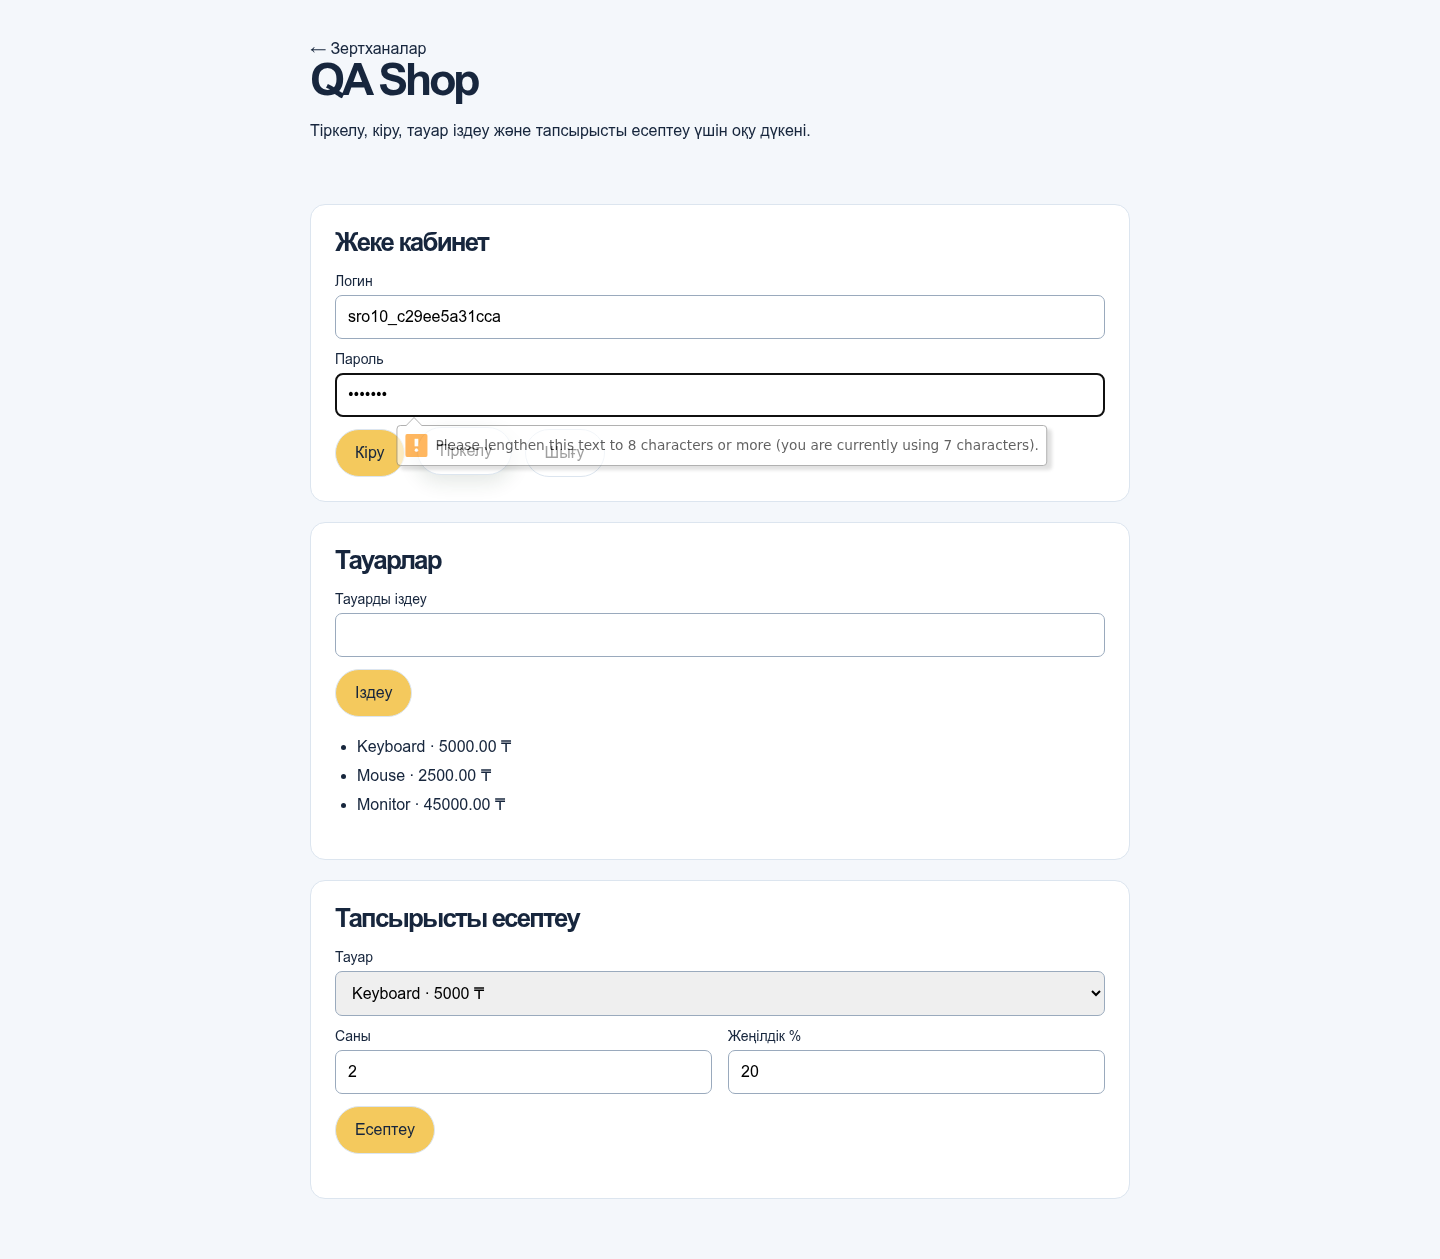 ← Зертханалар
QA Shop
Тіркелу, кіру, тауар іздеу және тапсырысты есептеу үшін оқу дүкені.
Жеке кабинет
Логин
sro10_c29ee5a31cca
Пароль
•••••••
Please lengthen this text to 8 characters or more (you are currently using 7 characters).
Кіру Тіркелу Шығу
Тауарлар
Тауарды іздеу
Іздеу
• Keyboard · 5000.00 ₸
• Mouse · 2500.00 ₸
• Monitor · 45000.00 ₸
Тапсырысты есептеу
Тауар
Keyboard · 5000 ₸
Саны Жеңілдік %
2 20
Есептеу